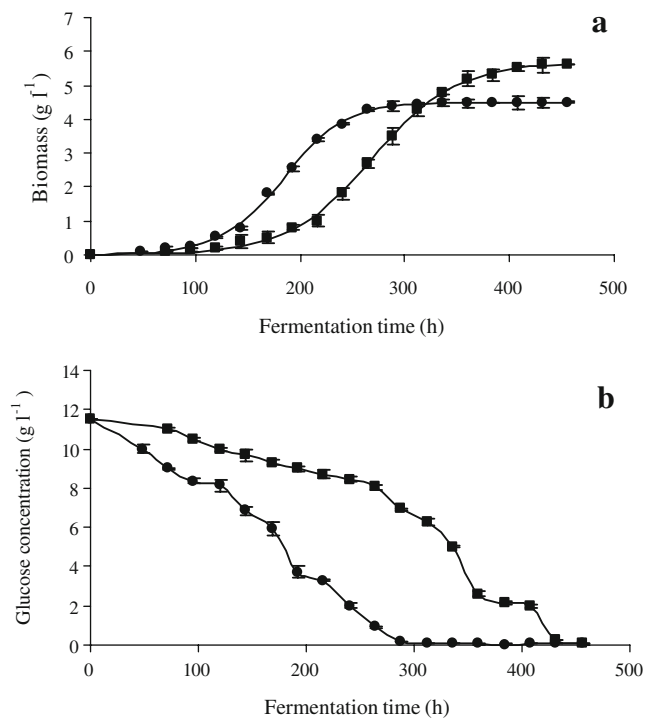 a
7
6
5
4
3
2
1
0
Biomass (g l⁻¹)
0 100 200 300 400 500
Fermentation time (h)
b
14
12
10
8
6
4
2
0
Glucose concentration (g l⁻¹)
0 100 200 300 400 500
Fermentation time (h)